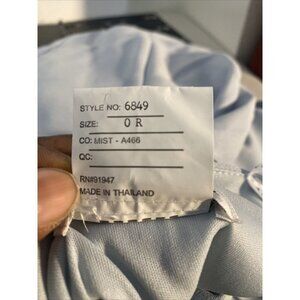 STYLE NO: 6849
SIZE: 0 R
CO: MIST - A466
QC:
RN#91947
MADE IN THAILAND